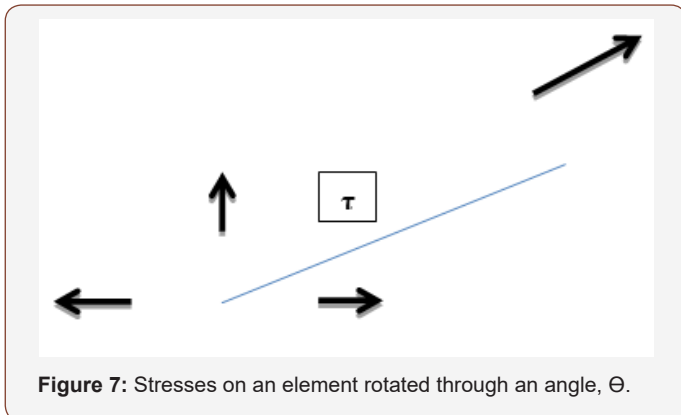 τ
Figure 7: Stresses on an element rotated through an angle, Ө.